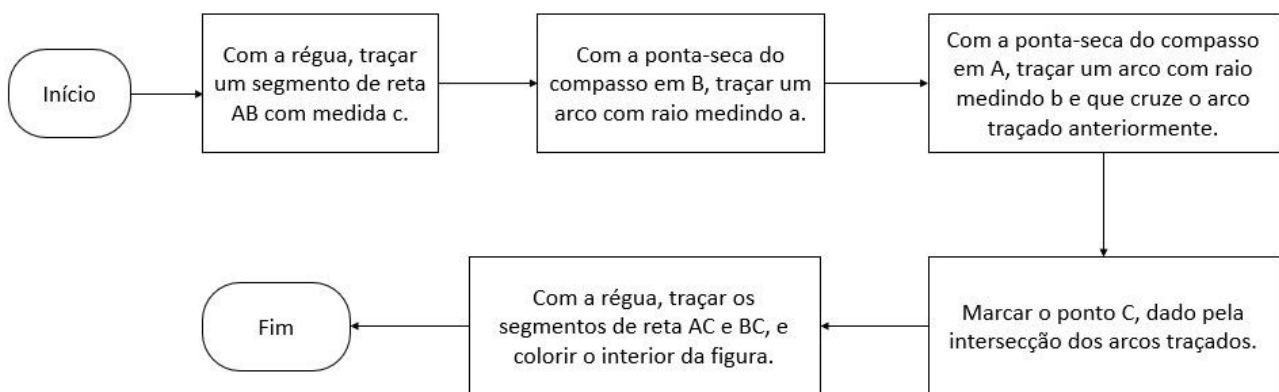 Início
Com a régua, traçar
um segmento de reta
AB com medida c.
Com a ponta-seca do
compasso em B, traçar um
arco com raio medindo a.
Com a ponta-seca do compasso
em A, traçar um arco com raio
medindo b e que cruze o arco
traçado anteriormente.
Marcar o ponto C, dado pela
intersecção dos arcos traçados.
Com a régua, traçar os
segmentos de reta AC e BC, e
colorir o interior da figura.
Fim